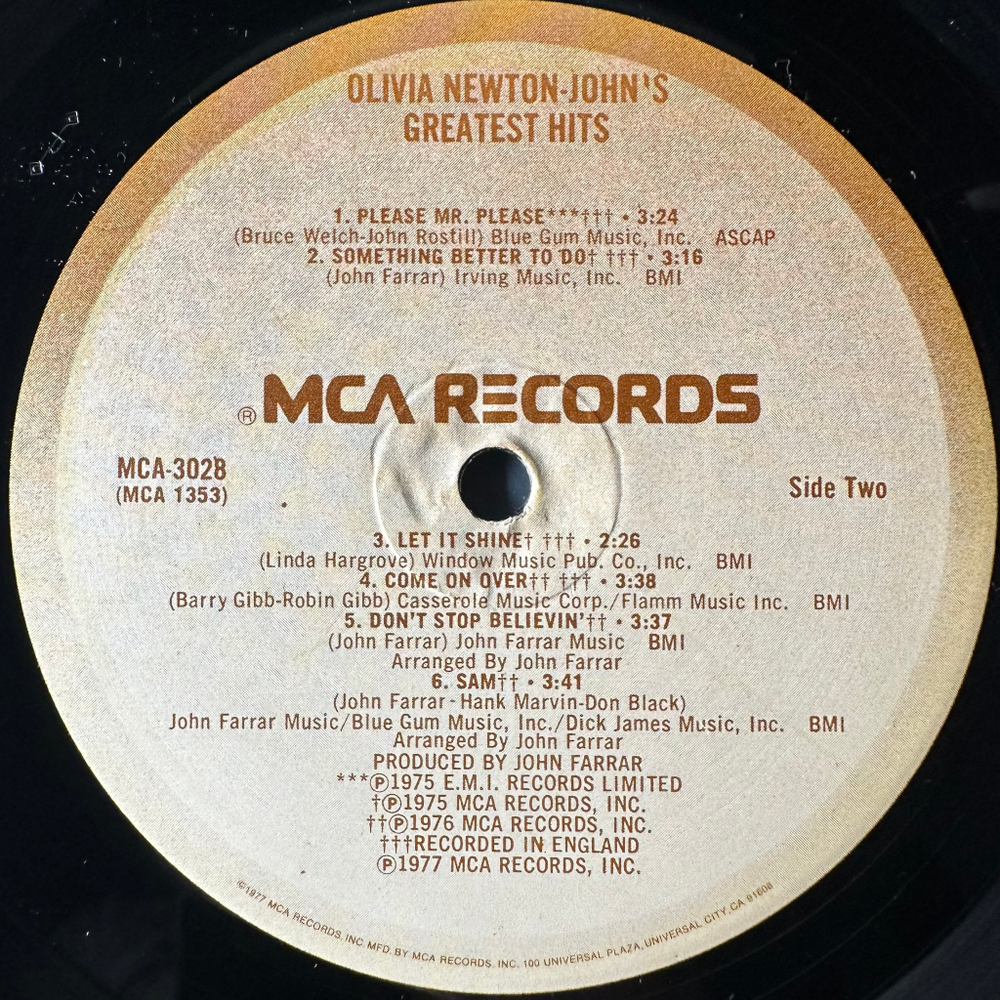 OLIVIA NEWTON-JOHN'S
GREATEST HITS
1. PLEASE MR. PLEASE***††† • 3:24
(Bruce Welch-John Rostill) Blue Gum Music, Inc. ASCAP
2. SOMETHING BETTER TO DO† ††† • 3:16
(John Farrar) Irving Music, Inc. BMI
® MCA RECORDS
MCA-3028
(MCA 1353)
Side Two
3. LET IT SHINE† ††† • 2:26
(Linda Hargrove) Window Music Pub. Co., Inc. BMI
4. COME ON OVER†† ††† • 3:38
(Barry Gibb-Robin Gibb) Casserole Music Corp./Flamm Music Inc. BMI
5. DON'T STOP BELIEVIN'†† • 3:37
(John Farrar) John Farrar Music BMI
Arranged By John Farrar
6. SAM†† • 3:41
(John Farrar-Hank Marvin-Don Black)
John Farrar Music/Blue Gum Music, Inc./Dick James Music, Inc. BMI
Arranged By John Farrar
PRODUCED BY JOHN FARRAR
***℗1975 E.M.I. RECORDS LIMITED
†℗1975 MCA RECORDS, INC.
††℗1976 MCA RECORDS, INC.
†††RECORDED IN ENGLAND
℗1977 MCA RECORDS, INC.
©1977 MCA RECORDS, INC. MFD. BY MCA RECORDS, INC. 100 UNIVERSAL PLAZA, UNIVERSAL CITY, CA 91608